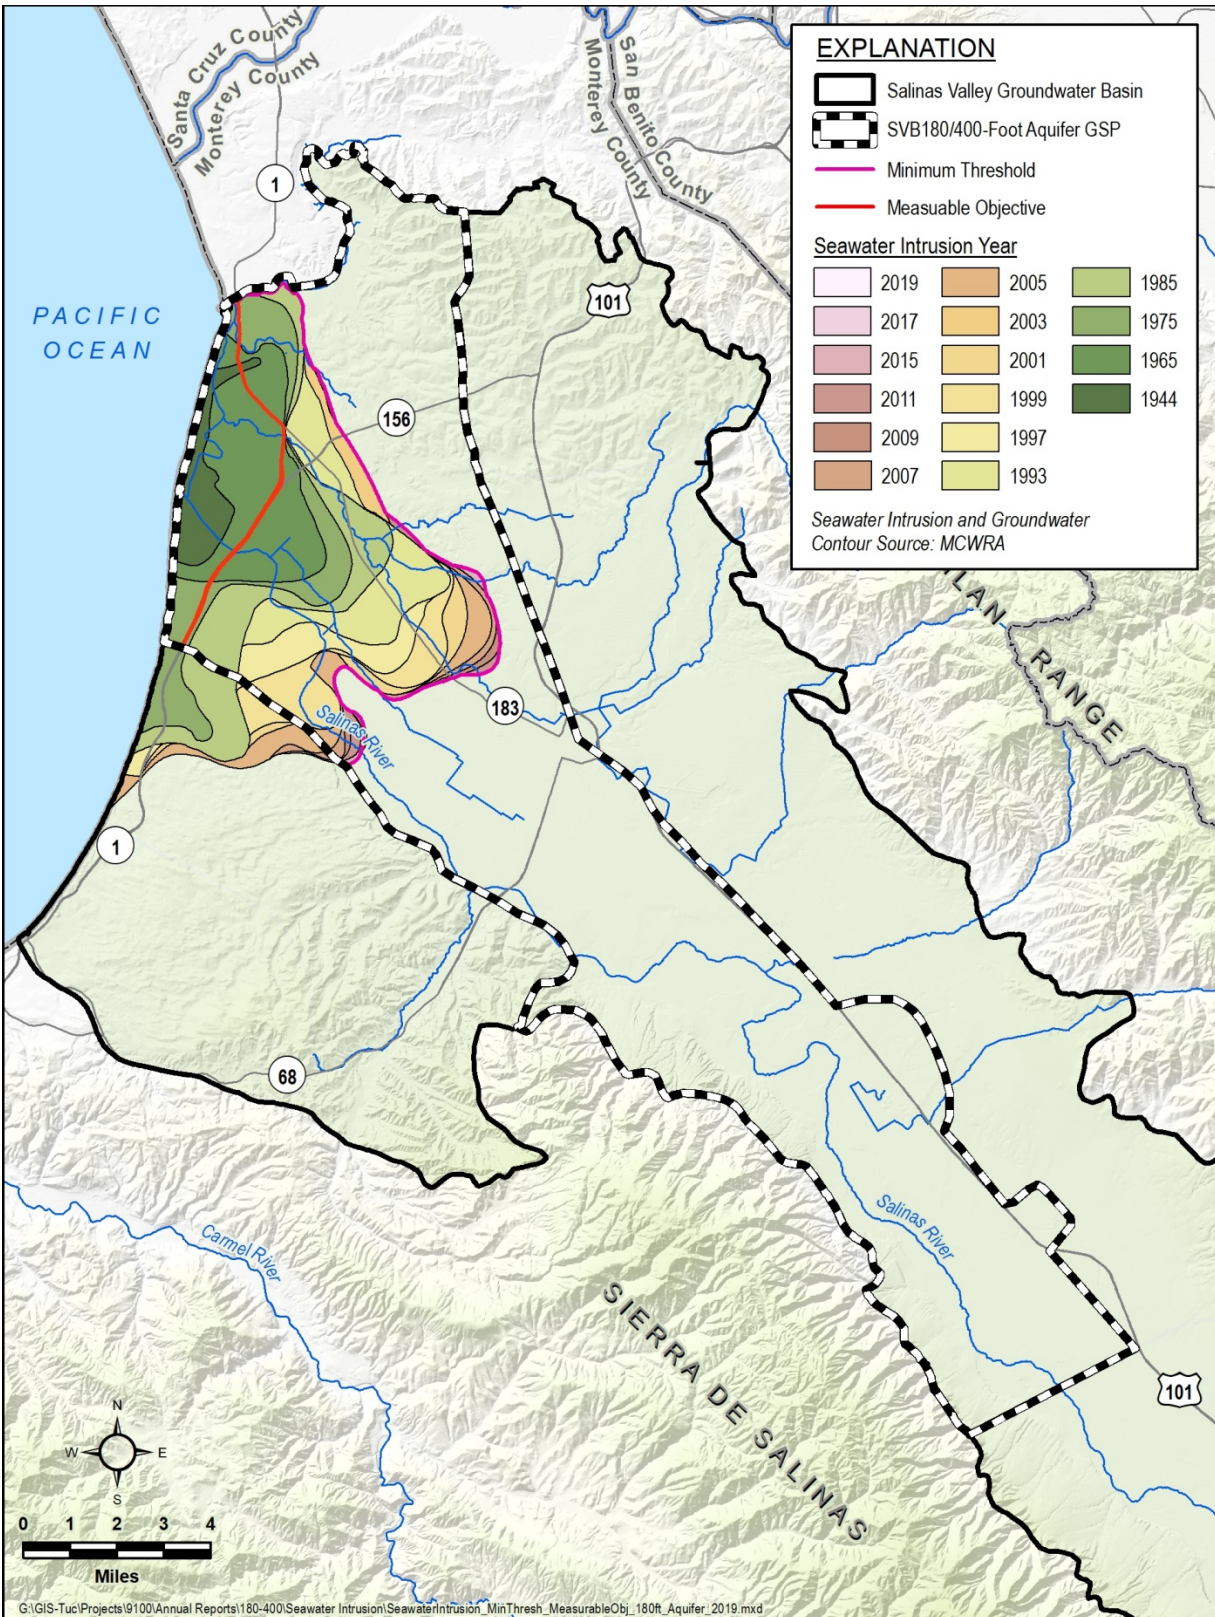 Santa Cruz County
Monterey County
San Benito County
Monterey County
EXPLANATION
Salinas Valley Groundwater Basin
SVB180/400-Foot Aquifer GSP
Minimum Threshold
Measuable Objective
Seawater Intrusion Year
2019 2005 1985
2017 2003 1975
2015 2001 1965
2011 1999 1944
2009 1997
2007 1993
Seawater Intrusion and Groundwater
Contour Source: MCWRA
1
101
PACIFIC
OCEAN
156
LAN RANGE
183
Salinas River
1
68
Salinas River
Carmel River
SIERRA DE SALINAS
101
N
W E
S
0 1 2 3 4
Miles
G:\GIS-Tuc\Projects\9100\Annual Reports\180-400\Seawater Intrusion\SeawaterIntrusion_MinThresh_MeasurableObj_180ft_Aquifer_2019.mxd